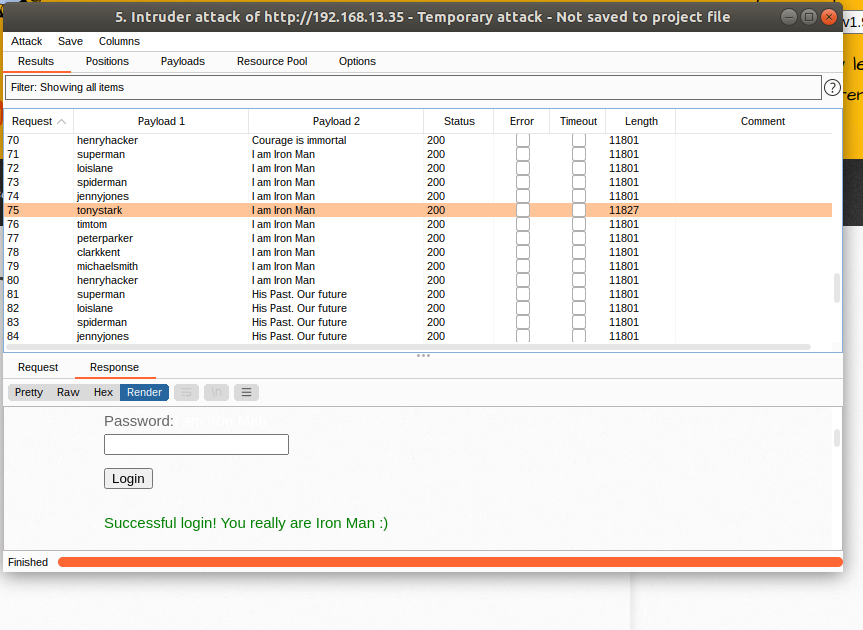 5. Intruder attack of http://192.168.13.35 - Temporary attack - Not saved to project file
Attack Save Columns
Results Positions Payloads Resource Pool Options
Filter: Showing all items ?
Request Payload 1 Payload 2 Status Error Timeout Length Comment
70 henryhacker Courage is immortal 200 11801
71 superman I am Iron Man 200 11801
72 loislane I am Iron Man 200 11801
73 spiderman I am Iron Man 200 11801
74 jennyjones I am Iron Man 200 11801
75 tonystark I am Iron Man 200 11827
76 timtom I am Iron Man 200 11801
77 peterparker I am Iron Man 200 11801
78 clarkkent I am Iron Man 200 11801
79 michaelsmith I am Iron Man 200 11801
80 henryhacker I am Iron Man 200 11801
81 superman His Past. Our future 200 11801
82 loislane His Past. Our future 200 11801
83 spiderman His Past. Our future 200 11801
84 jennyjones His Past. Our future 200 11801
Request Response
Pretty Raw Hex Render \n
Password: I am Iron Man
Login
Successful login! You really are Iron Man :)
Finished